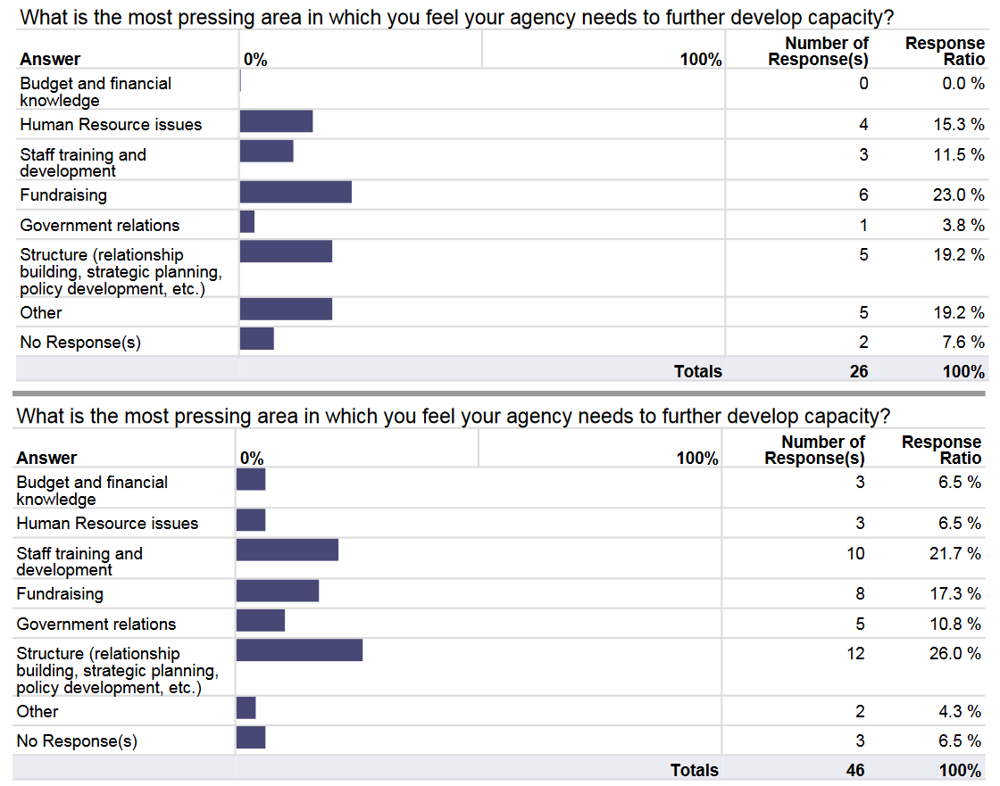 What is the most pressing area in which you feel your agency needs to further develop capacity?
Answer 0% 100% Number of Response(s) Response Ratio
Budget and financial knowledge 0 0.0 %
Human Resource issues 4 15.3 %
Staff training and development 3 11.5 %
Fundraising 6 23.0 %
Government relations 1 3.8 %
Structure (relationship building, strategic planning, policy development, etc.) 5 19.2 %
Other 5 19.2 %
No Response(s) 2 7.6 %
Totals 26 100%
What is the most pressing area in which you feel your agency needs to further develop capacity?
Answer 0% 100% Number of Response(s) Response Ratio
Budget and financial knowledge 3 6.5 %
Human Resource issues 3 6.5 %
Staff training and development 10 21.7 %
Fundraising 8 17.3 %
Government relations 5 10.8 %
Structure (relationship building, strategic planning, policy development, etc.) 12 26.0 %
Other 2 4.3 %
No Response(s) 3 6.5 %
Totals 46 100%